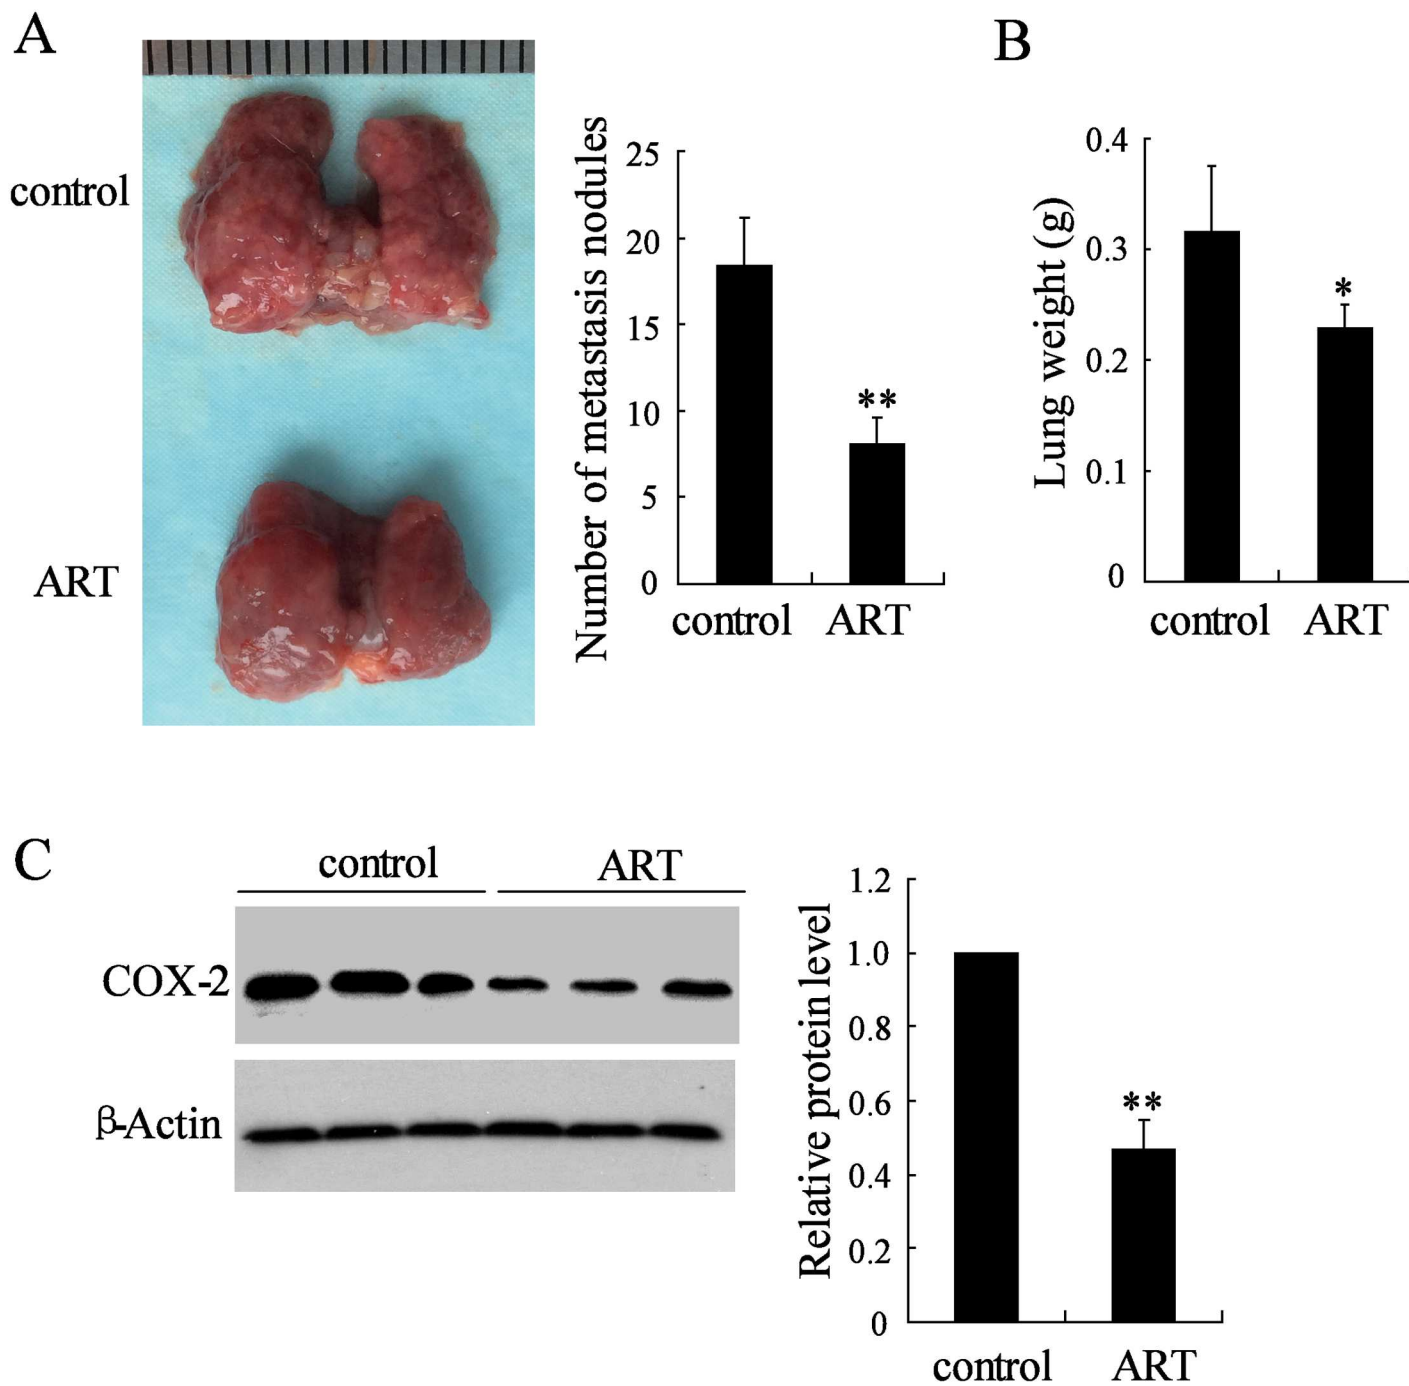 A
control
ART
Number of metastasis nodules
25
20
15
10
5
0
**
control
ART
B
Lung weight (g)
0.4
0.3
0.2
0.1
0
*
control
ART
C
control
ART
COX-2
β-Actin
Relative protein level
1.2
1.0
0.8
0.6
0.4
0.2
0
**
control
ART